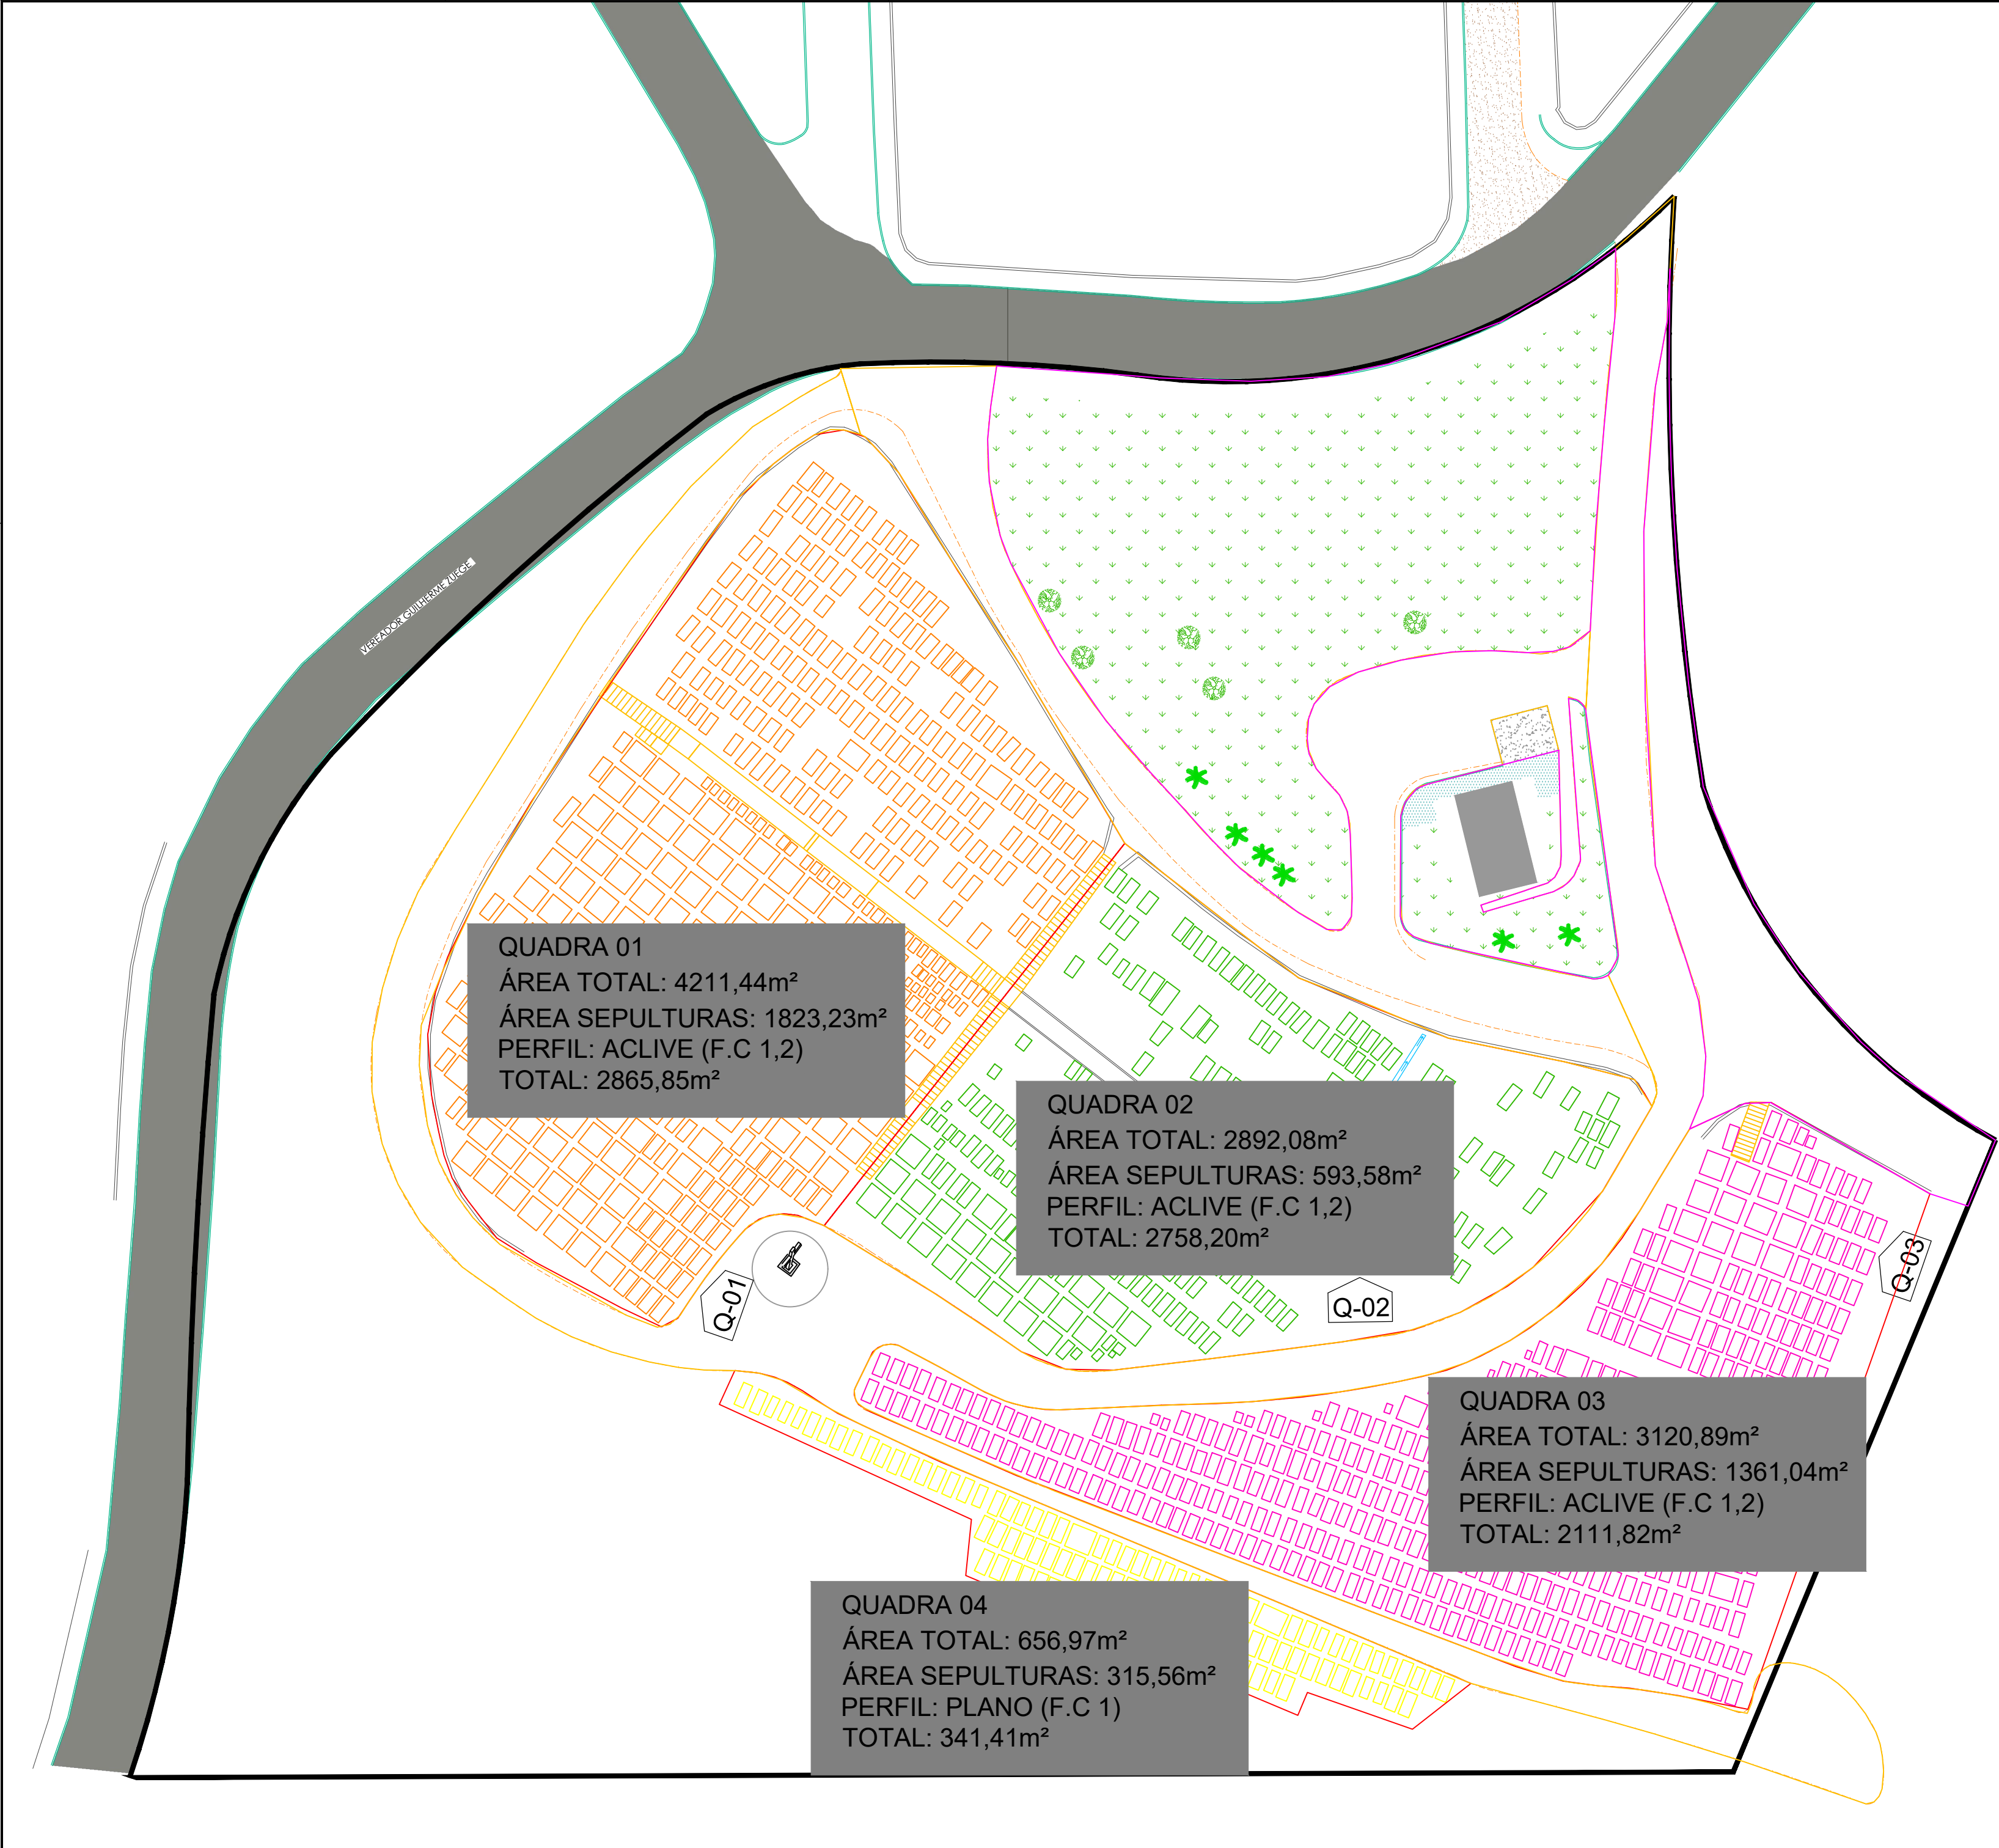 VEREADOR GUILHERME ZUEGE
QUADRA 01
ÁREA TOTAL: 4211,44m²
ÁREA SEPULTURAS: 1823,23m²
PERFIL: ACLIVE (F.C 1,2)
TOTAL: 2865,85m²
QUADRA 02
ÁREA TOTAL: 2892,08m²
ÁREA SEPULTURAS: 593,58m²
PERFIL: ACLIVE (F.C 1,2)
TOTAL: 2758,20m²
Q-01
Q-02
Q-03
QUADRA 03
ÁREA TOTAL: 3120,89m²
ÁREA SEPULTURAS: 1361,04m²
PERFIL: ACLIVE (F.C 1,2)
TOTAL: 2111,82m²
QUADRA 04
ÁREA TOTAL: 656,97m²
ÁREA SEPULTURAS: 315,56m²
PERFIL: PLANO (F.C 1)
TOTAL: 341,41m²